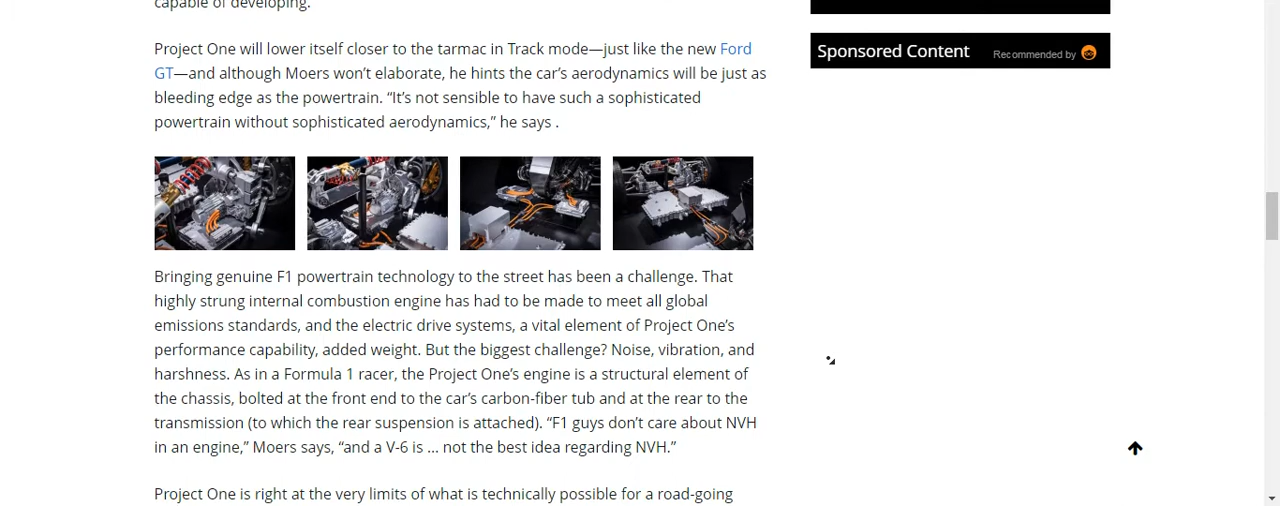 capable of developing.
Project One will lower itself closer to the tarmac in Track mode—just like the new Ford
GT—and although Moers won’t elaborate, he hints the car’s aerodynamics will be just as
bleeding edge as the powertrain. “It’s not sensible to have such a sophisticated
powertrain without sophisticated aerodynamics,” he says .
Bringing genuine F1 powertrain technology to the street has been a challenge. That
highly strung internal combustion engine has had to be made to meet all global
emissions standards, and the electric drive systems, a vital element of Project One’s
performance capability, added weight. But the biggest challenge? Noise, vibration, and
harshness. As in a Formula 1 racer, the Project One’s engine is a structural element of
the chassis, bolted at the front end to the car’s carbon-fiber tub and at the rear to the
transmission (to which the rear suspension is attached). “F1 guys don’t care about NVH
in an engine,” Moers says, “and a V-6 is ... not the best idea regarding NVH.”
Project One is right at the very limits of what is technically possible for a road-going
Sponsored Content
Recommended by